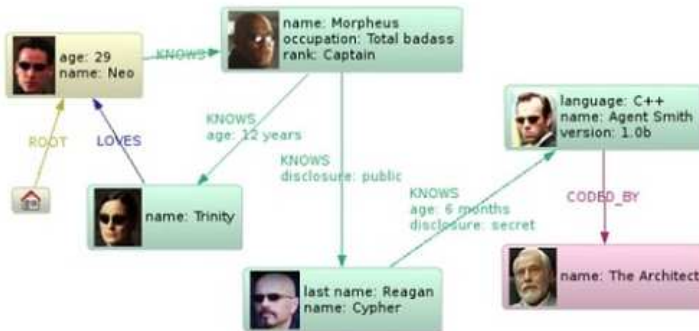 name: Morpheus
occupation: Total badass
rank: Captain
age: 29
name: Neo
KNOWS
language: C++
name: Agent Smith
version: 1.0b
KNOWS
age: 12 years
ROOT
LOVES
KNOWS
disclosure: public
KNOWS
age: 6 months
disclosure: secret
CODED_BY
name: Trinity
name: The Architect
last name: Reagan
name: Cypher